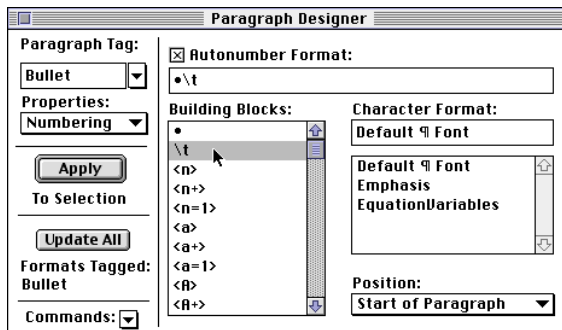 Paragraph Designer
Paragraph Tag:
Bullet
Properties:
Numbering
Apply
To Selection
Update All
Formats Tagged:
Bullet
Commands:
Autonumber Format:
•\t
Building Blocks:
•
\t
<n>
<n+>
<n=1>
<a>
<a+>
<a=1>
<A>
<A+>
Character Format:
Default ¶ Font
Default ¶ Font
Emphasis
EquationVariables
Position:
Start of Paragraph